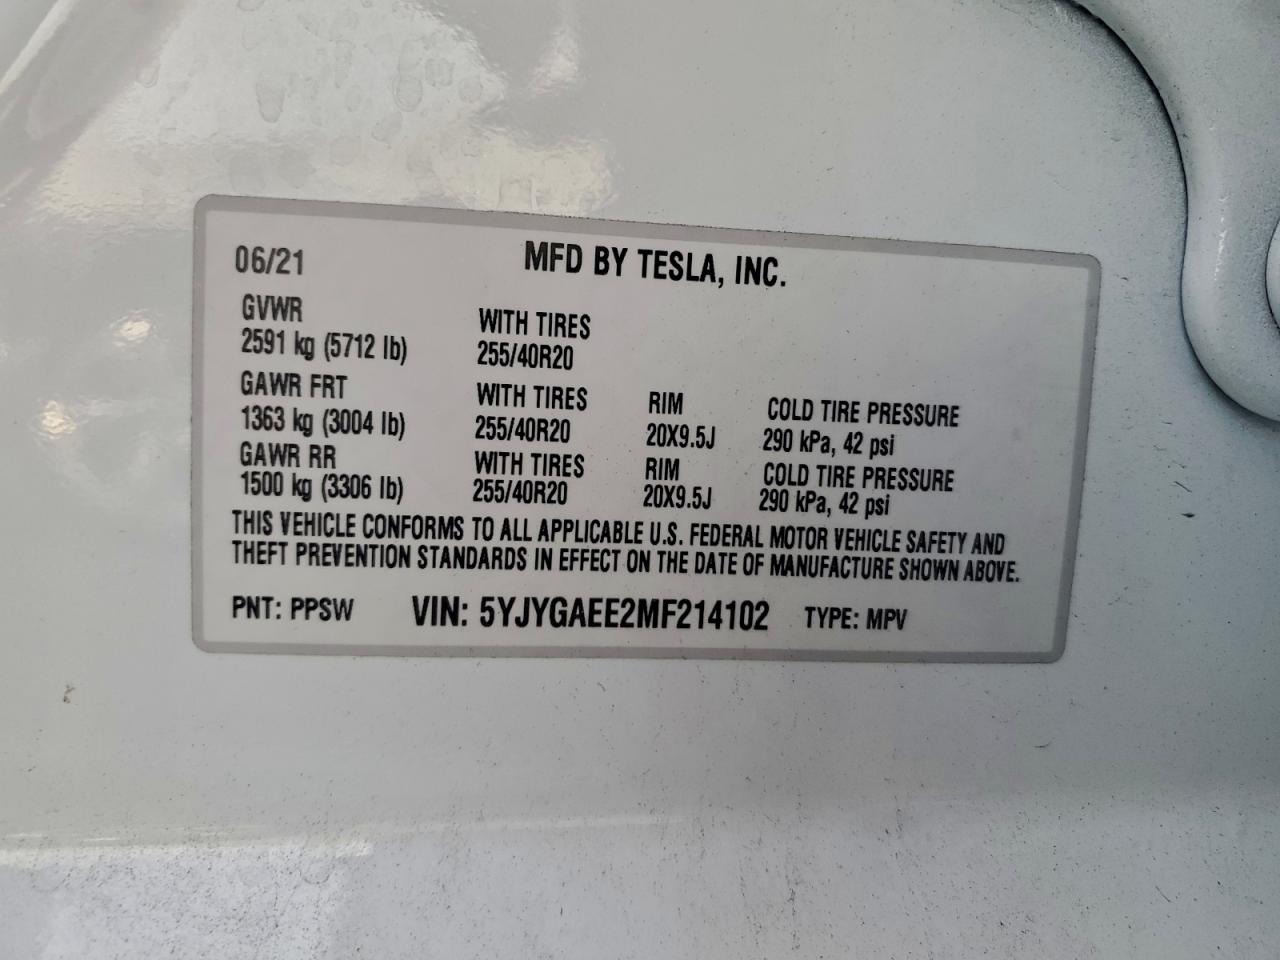 06/21 MFD BY TESLA, INC.
GVWR WITH TIRES
2591 kg (5712 lb) 255/40R20
GAWR FRT WITH TIRES RIM COLD TIRE PRESSURE
1363 kg (3004 lb) 255/40R20 20X9.5J 290 kPa, 42 psi
GAWR RR WITH TIRES RIM COLD TIRE PRESSURE
1500 kg (3306 lb) 255/40R20 20X9.5J 290 kPa, 42 psi
THIS VEHICLE CONFORMS TO ALL APPLICABLE U.S. FEDERAL MOTOR VEHICLE SAFETY AND
THEFT PREVENTION STANDARDS IN EFFECT ON THE DATE OF MANUFACTURE SHOWN ABOVE.
PNT: PPSW VIN: 5YJYGAEE2MF214102 TYPE: MPV